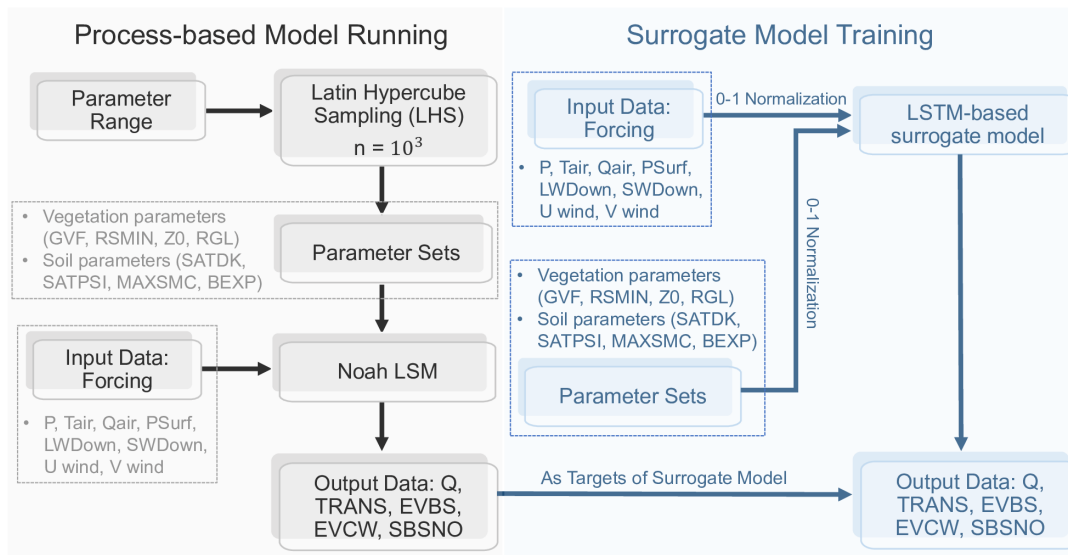 Process-based Model Running
Parameter
Range
Latin Hypercube
Sampling (LHS)
n = 10³
• Vegetation parameters
(GVF, RSMIN, Z0, RGL)
• Soil parameters (SATDK,
SATPSI, MAXSMC, BEXP)
Parameter Sets
Input Data:
Forcing
Noah LSM
• P, Tair, Qair, PSurf,
LWDown, SWDown,
U wind, V wind
Output Data: Q,
TRANS, EVBS,
EVCW, SBSNO
Surrogate Model Training
Input Data:
Forcing
0-1 Normalization
LSTM-based
surrogate model
• P, Tair, Qair, PSurf,
LWDown, SWDown,
U wind, V wind
0-1 Normalization
• Vegetation parameters
(GVF, RSMIN, Z0, RGL)
• Soil parameters (SATDK,
SATPSI, MAXSMC, BEXP)
Parameter Sets
As Targets of Surrogate Model
Output Data: Q,
TRANS, EVBS,
EVCW, SBSNO